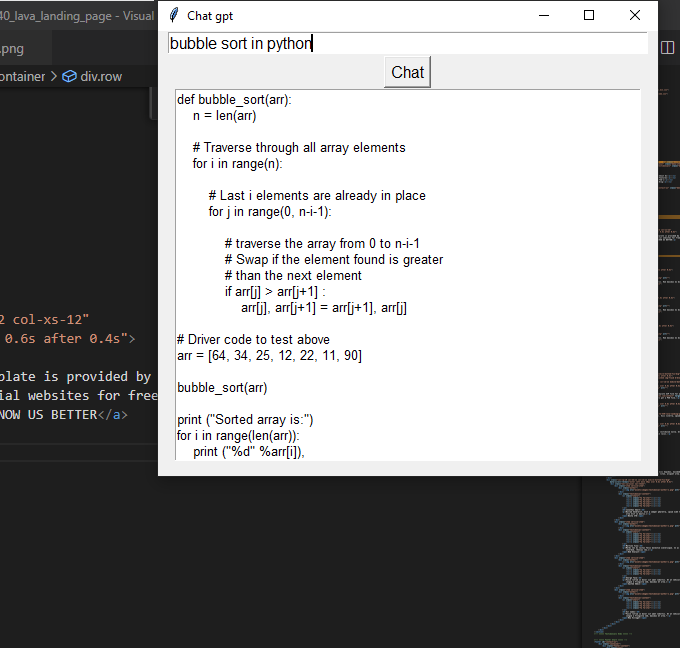 40_lava_landing_page - Visual
Chat gpt
.png
bubble sort in python
ontainer > div.row
Chat
def bubble_sort(arr):
n = len(arr)
# Traverse through all array elements
for i in range(n):
# Last i elements are already in place
for j in range(0, n-i-1):
# traverse the array from 0 to n-i-1
# Swap if the element found is greater
# than the next element
if arr[j] > arr[j+1] :
arr[j], arr[j+1] = arr[j+1], arr[j]
# Driver code to test above
arr = [64, 34, 25, 12, 22, 11, 90]
bubble_sort(arr)
print ("Sorted array is:")
for i in range(len(arr)):
print ("%d" %arr[i]),
2 col-xs-12"
0.6s after 0.4s">
plate is provided by
ial websites for free
NOW US BETTER</a>